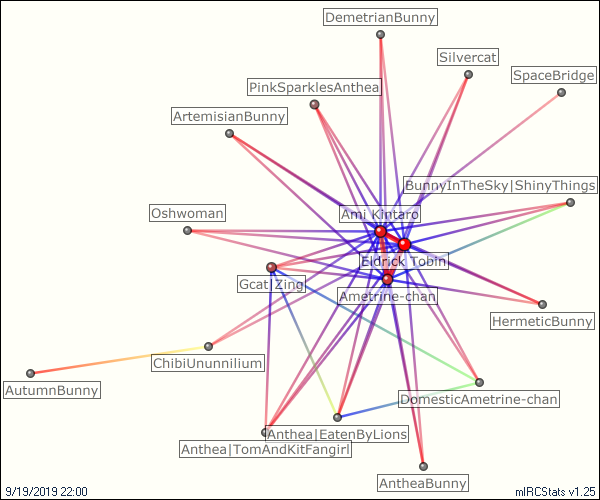 DemetrianBunny
Silvercat
SpaceBridge
PinkSparklesAnthea
ArtemisianBunny
BunnyInTheSky|ShinyThings
Oshwoman
Ami Kintaro
Eldrick Tobin
Gcat|Zing
Ametrine-chan
HermeticBunny
ChibiUnunnilium
AutumnBunny
DomesticAmetrine-chan
Anthea|EatenByLions
Anthea|TomAndKitFangirl
AntheaBunny
9/19/2019 22:00
mIRCStats v1.25